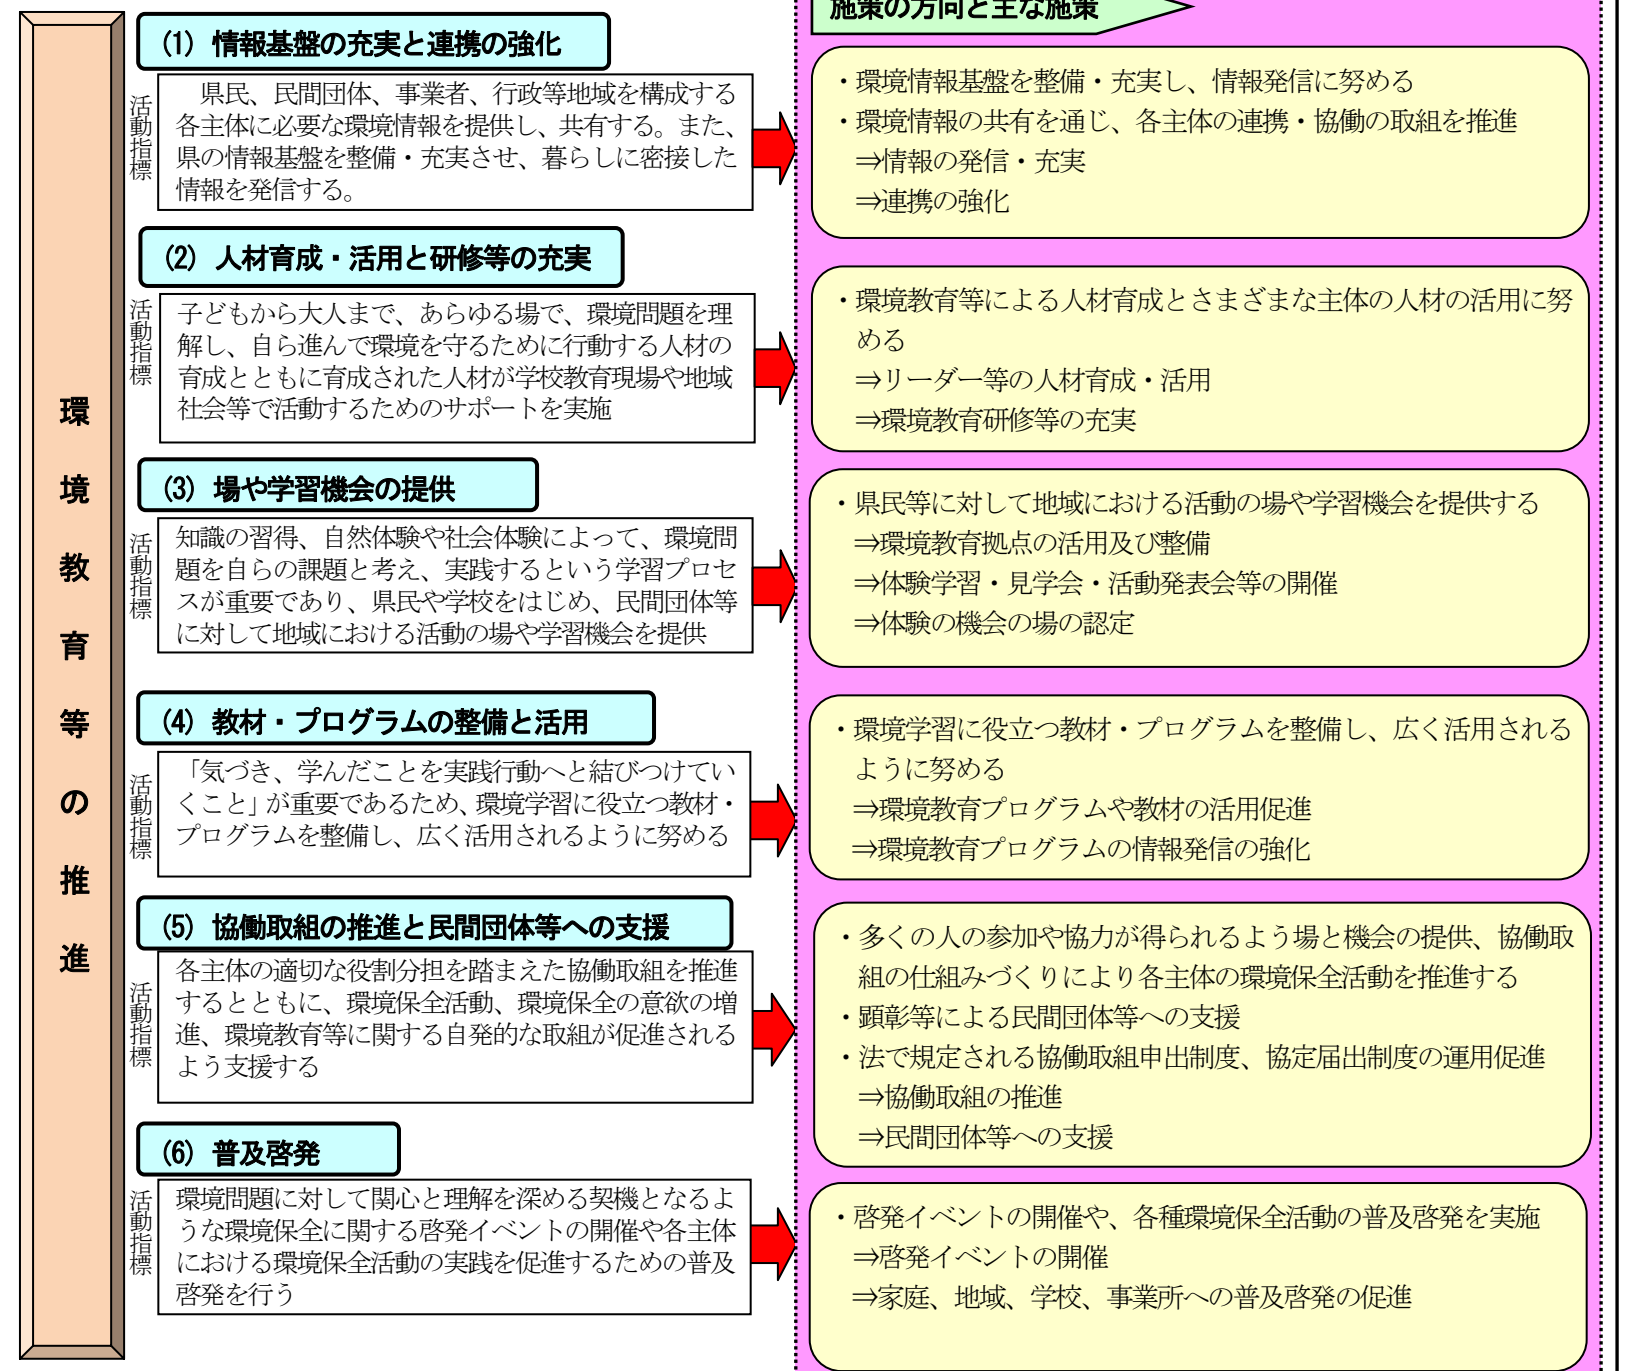 施策の方向と主な施策
環境教育等の推進
(1) 情報基盤の充実と連携の強化
活動指標
県民、民間団体、事業者、行政等地域を構成する
各主体に必要な環境情報を提供し、共有する。また、
県の情報基盤を整備・充実させ、暮らしに密接した
情報を発信する。
・環境情報基盤を整備・充実し、情報発信に努める
・環境情報の共有を通じ、各主体の連携・協働の取組を推進
⇒情報の発信・充実
⇒連携の強化
(2) 人材育成・活用と研修等の充実
活動指標
子どもから大人まで、あらゆる場で、環境問題を理
解し、自ら進んで環境を守るために行動する人材の
育成とともに育成された人材が学校教育現場や地域
社会等で活動するためのサポートを実施
・環境教育等による人材育成とさまざまな主体の人材の活用に努
める
⇒リーダー等の人材育成・活用
⇒環境教育研修等の充実
(3) 場や学習機会の提供
活動指標
知識の習得、自然体験や社会体験によって、環境問
題を自らの課題と考え、実践するという学習プロセ
スが重要であり、県民や学校をはじめ、民間団体等
に対して地域における活動の場や学習機会を提供
・県民等に対して地域における活動の場や学習機会を提供する
⇒環境教育拠点の活用及び整備
⇒体験学習・見学会・活動発表会等の開催
⇒体験の機会の場の認定
(4) 教材・プログラムの整備と活用
活動指標
「気づき、学んだことを実践行動へと結びつけてい
くこと」が重要であるため、環境学習に役立つ教材・
プログラムを整備し、広く活用されるように努める
・環境学習に役立つ教材・プログラムを整備し、広く活用される
ように努める
⇒環境教育プログラムや教材の活用促進
⇒環境教育プログラムの情報発信の強化
(5) 協働取組の推進と民間団体等への支援
活動指標
各主体の適切な役割分担を踏まえた協働取組を推進
するとともに、環境保全活動、環境保全の意欲の増
進、環境教育等に関する自発的な取組が促進される
よう支援する
・多くの人の参加や協力が得られるよう場と機会の提供、協働取
組の仕組みづくりにより各主体の環境保全活動を推進する
・顕彰等による民間団体等への支援
・法で規定される協働取組申出制度、協定届出制度の運用促進
⇒協働取組の推進
⇒民間団体等への支援
(6) 普及啓発
活動指標
環境問題に対して関心と理解を深める契機となるよ
うな環境保全に関する啓発イベントの開催や各主体
における環境保全活動の実践を促進するための普及
啓発を行う
・啓発イベントの開催や、各種環境保全活動の普及啓発を実施
⇒啓発イベントの開催
⇒家庭、地域、学校、事業所への普及啓発の促進